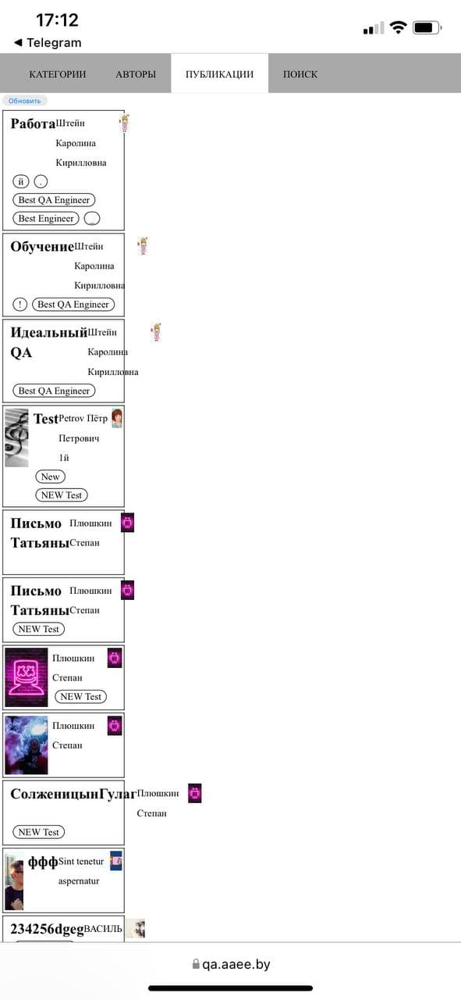 17:12
◀ Telegram
КАТЕГОРИИ АВТОРЫ ПУБЛИКАЦИИ ПОИСК
Обновить
Работа Штейн
Каролина
Кирилловна
й .
Best QA Engineer
Best Engineer _
Обучение Штейн
Каролина
Кирилловна
! Best QA Engineer
Идеальный Штейн
QA Каролина
Кирилловна
Best QA Engineer
Test Petrov Пётр
Петрович
1й
New
NEW Test
Письмо Плюшкин
Татьяны Степан
Письмо Плюшкин
Татьяны Степан
NEW Test
Плюшкин
Степан
NEW Test
Плюшкин
Степан
СолженицынГулаг Плюшкин
Степан
NEW Test
ффф Sint tenetur
aspernatur
234256dgeg ВАСИЛЬ
qa.aaee.by